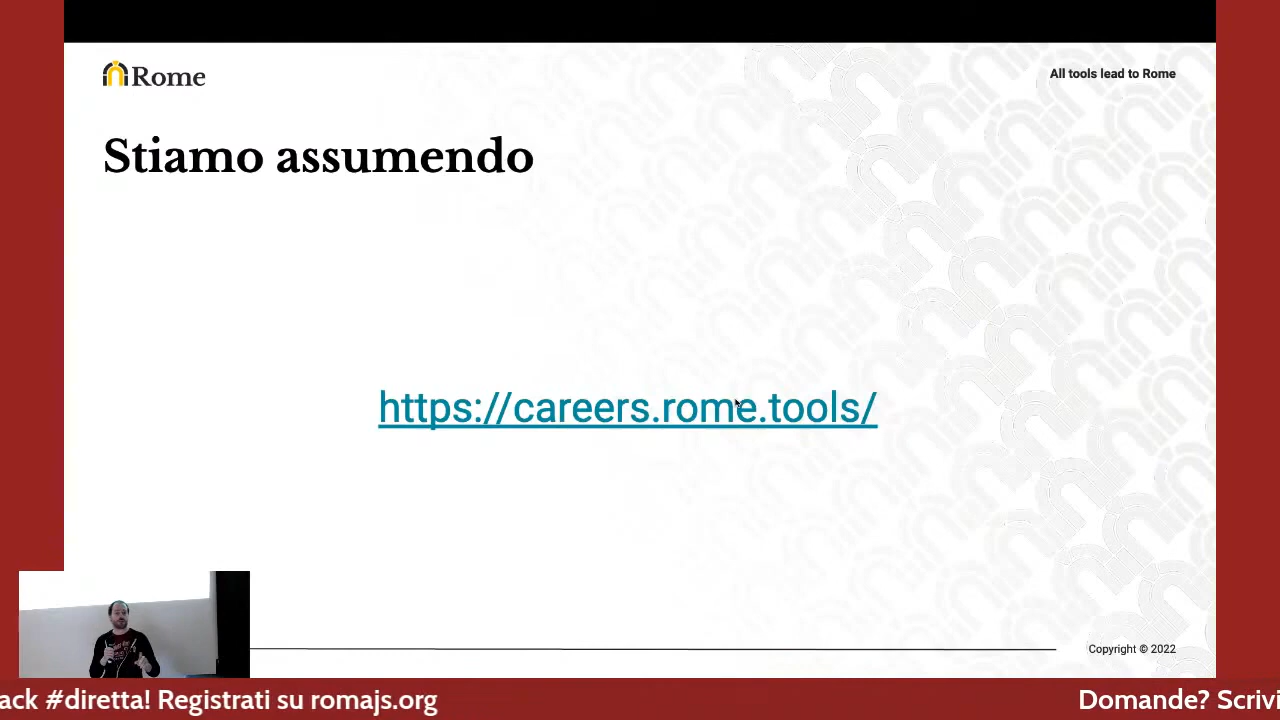 Rome
All tools lead to Rome
Stiamo assumendo
https://careers.rome.tools/
Copyright © 2022
ack #diretta! Registrati su romajs.org
Domande? Scrivi